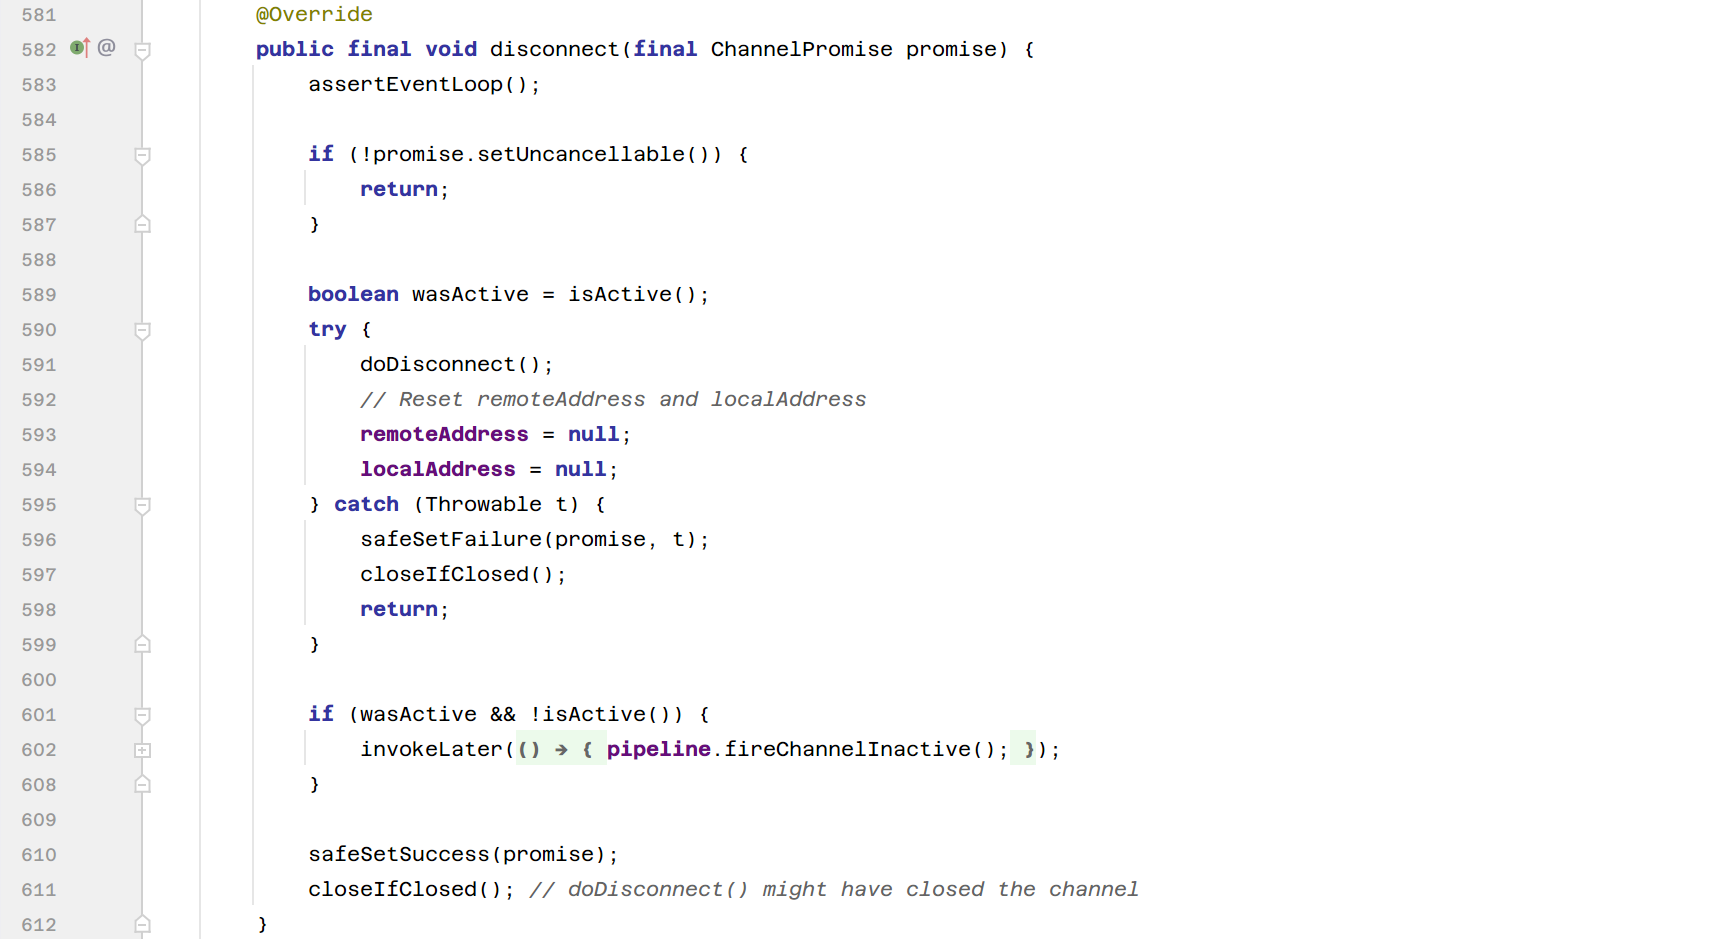 581 @Override
582 @ public final void disconnect(final ChannelPromise promise) {
583 assertEventLoop();
584
585 if (!promise.setUncancellable()) {
586 return;
587 }
588
589 boolean wasActive = isActive();
590 try {
591 doDisconnect();
592 // Reset remoteAddress and localAddress
593 remoteAddress = null;
594 localAddress = null;
595 } catch (Throwable t) {
596 safeSetFailure(promise, t);
597 closeIfClosed();
598 return;
599 }
600
601 if (wasActive && !isActive()) {
602 invokeLater(() → { pipeline.fireChannelInactive(); });
608 }
609
610 safeSetSuccess(promise);
611 closeIfClosed(); // doDisconnect() might have closed the channel
612 }